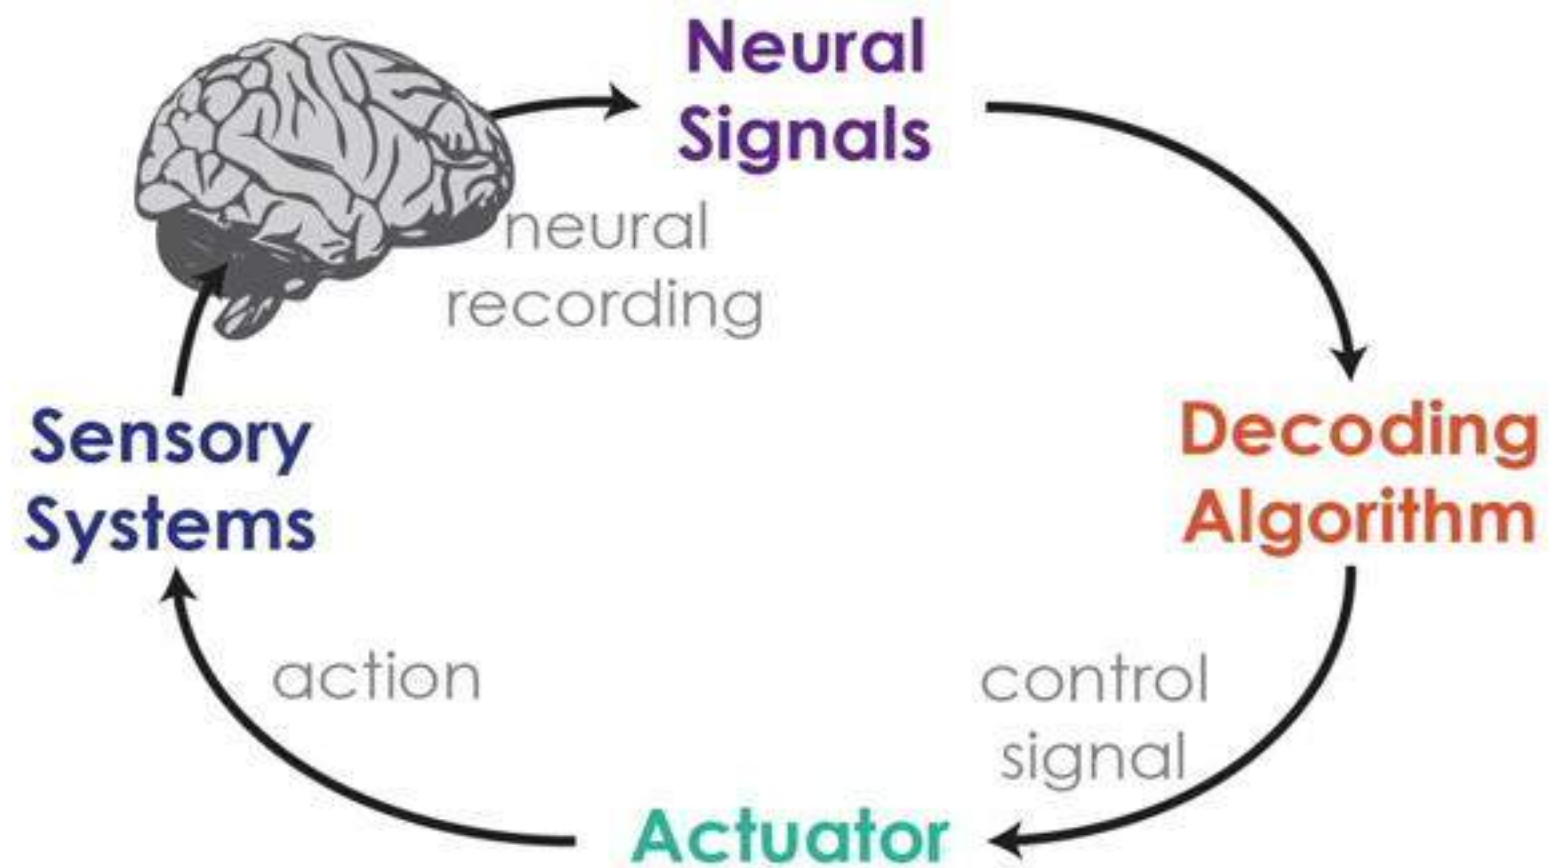 Neural
Signals
neural
recording
Decoding
Algorithm
control
signal
Actuator
action
Sensory
Systems